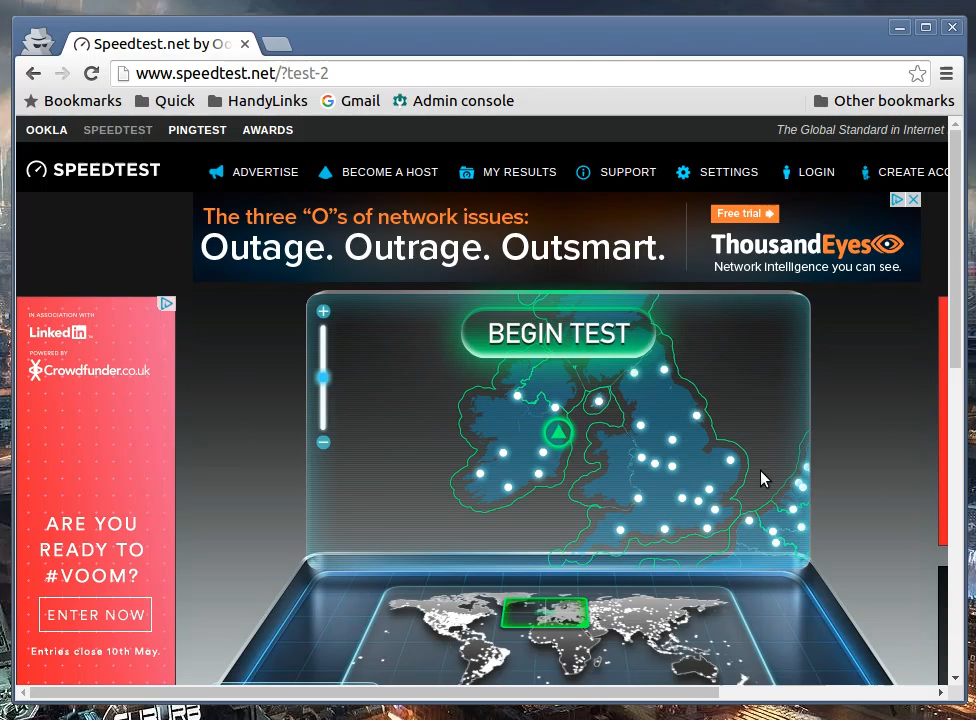 Speedtest.net by Oo
www.speedtest.net/?test-2
Bookmarks Quick HandyLinks Gmail Admin console Other bookmarks
OOKLA SPEEDTEST PINGTEST AWARDS The Global Standard in Internet
SPEEDTEST ADVERTISE BECOME A HOST MY RESULTS SUPPORT SETTINGS LOGIN CREATE ACC
The three “O”s of network issues:
Outage. Outrage. Outsmart.
Free trial
ThousandEyes
Network Intelligence you can see.
IN ASSOCIATION WITH
Linkedin
POWERED BY
Crowdfunder.co.uk
ARE YOU
READY TO
#VOOM?
ENTER NOW
Entries close 10th May.
BEGIN TEST